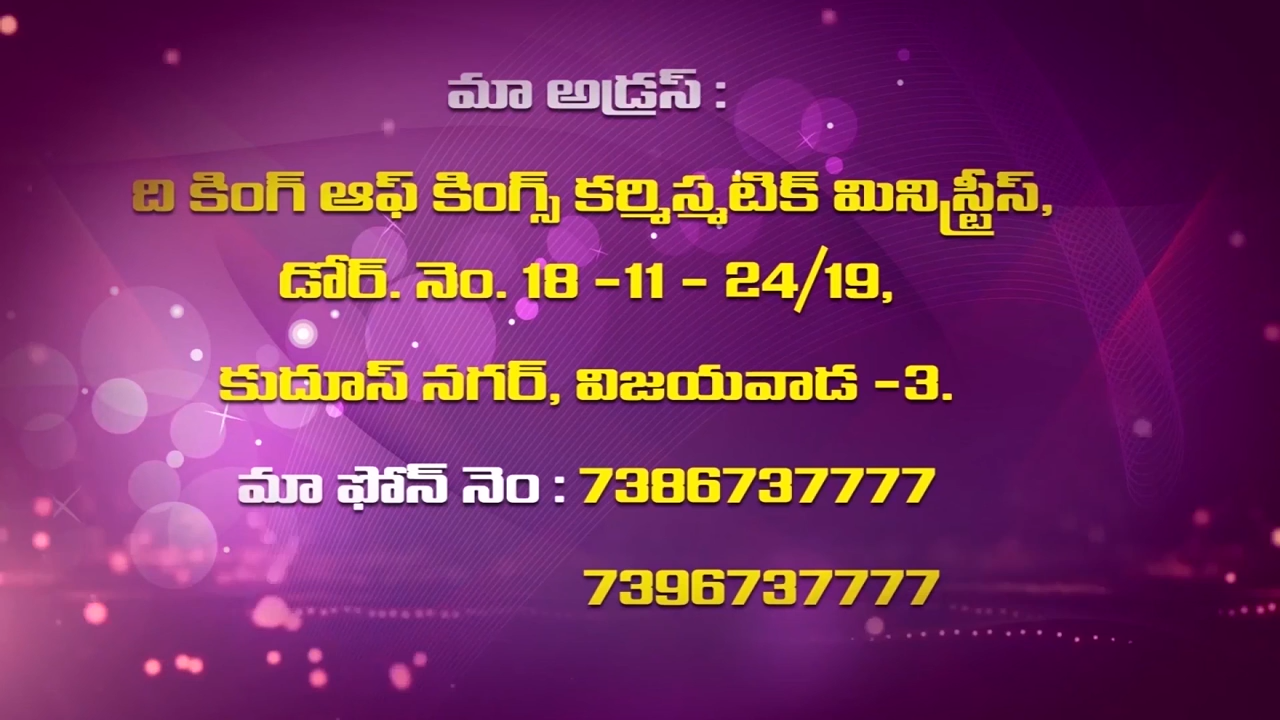 మా అడ్రస్ :
ది కింగ్ ఆఫ్ కింగ్స్ కర్మిస్మటిక్ మినిస్ట్రీస్,
డోర్. నెం. 18 -11 - 24/19,
కుదూస్ నగర్, విజయవాడ -3.
మా ఫోన్ నెం : 7386737777
7396737777